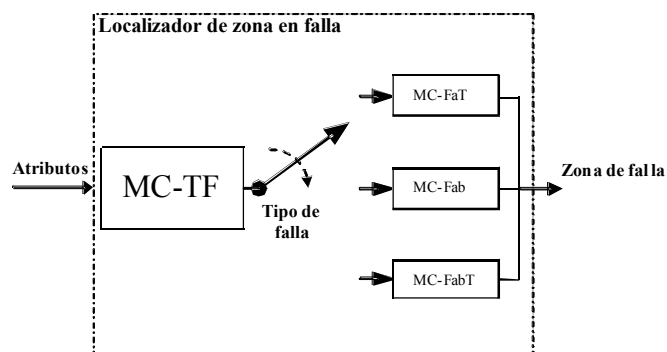 Localizador de zona en falla
MC-FaT
Atributos
MC-TF
MC-Fab
Zona de falla
Tipo de
falla
MC-FabT